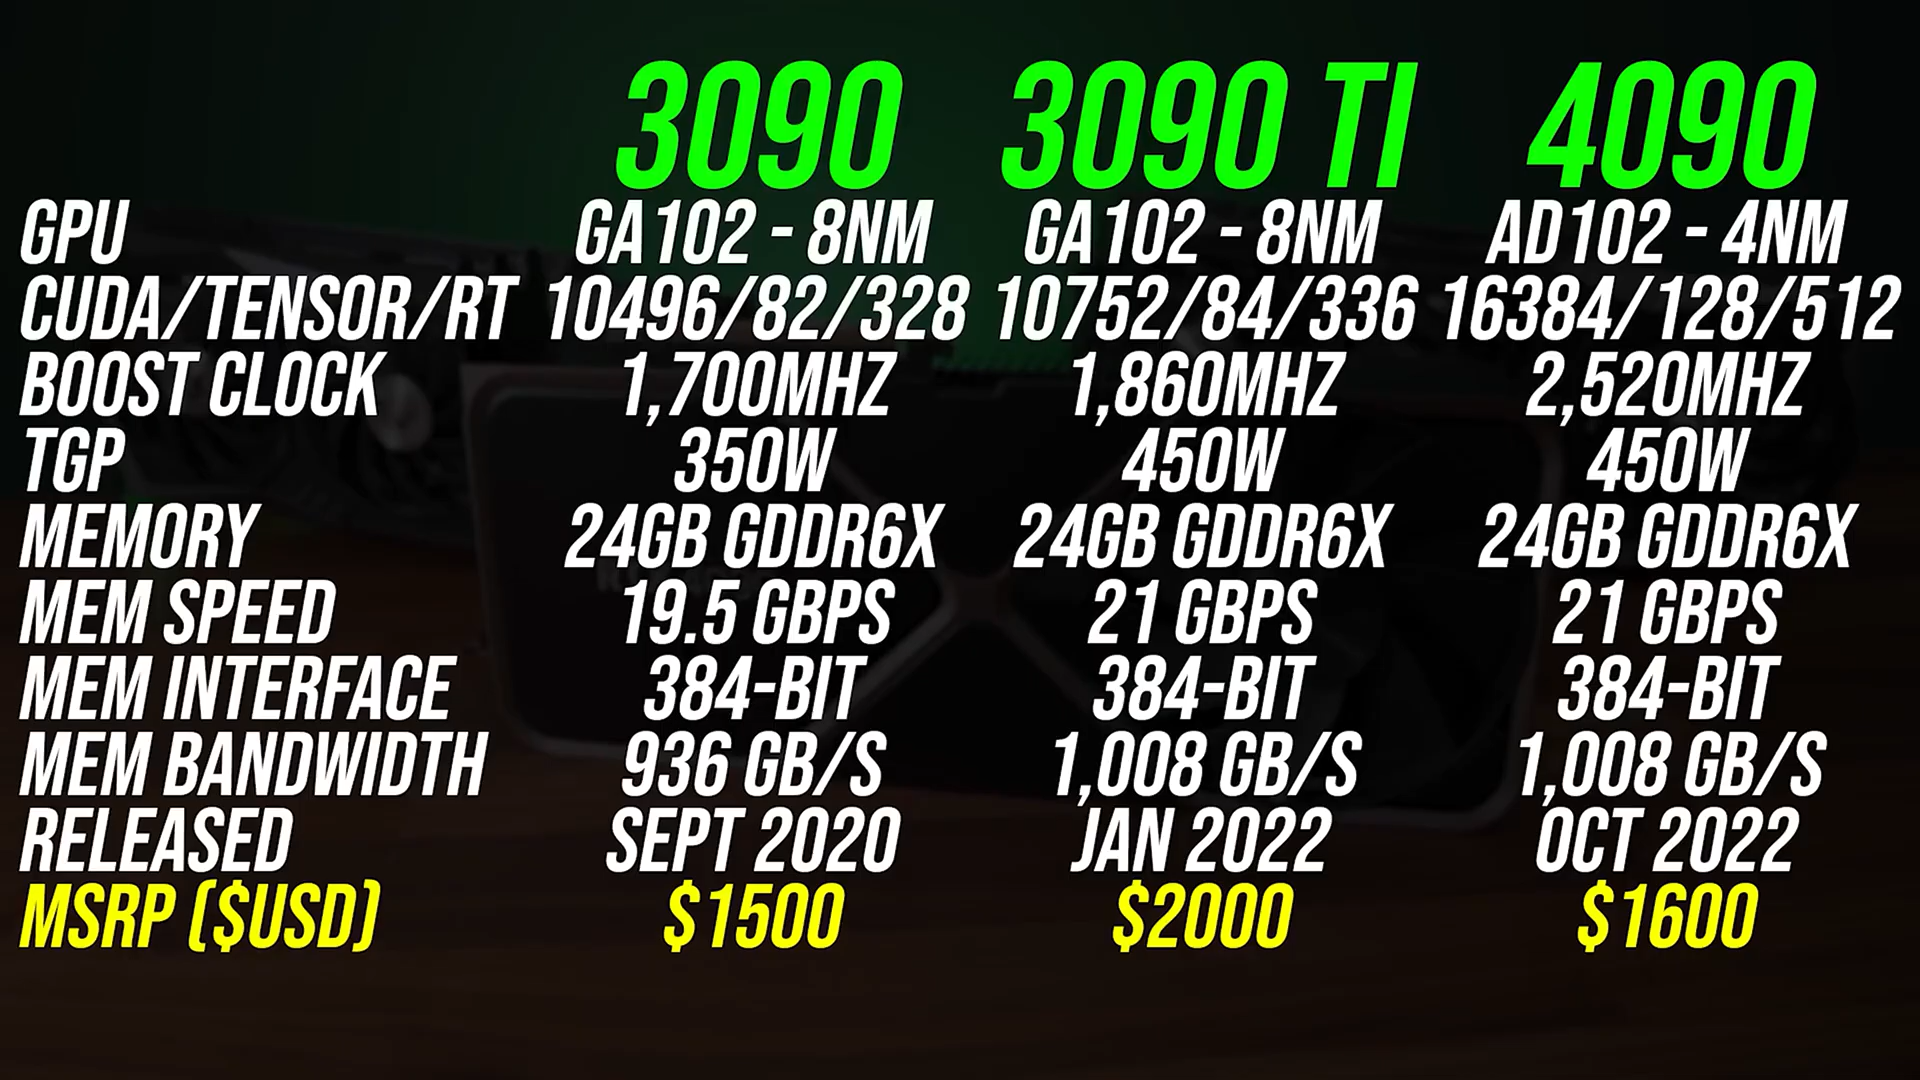 3090 3090 TI 4090
GPU GA102 - 8NM GA102 - 8NM AD102 - 4NM
CUDA/TENSOR/RT 10496/82/328 10752/84/336 16384/128/512
BOOST CLOCK 1,700MHZ 1,860MHZ 2,520MHZ
TGP 350W 450W 450W
MEMORY 24GB GDDR6X 24GB GDDR6X 24GB GDDR6X
MEM SPEED 19.5 GBPS 21 GBPS 21 GBPS
MEM INTERFACE 384-BIT 384-BIT 384-BIT
MEM BANDWIDTH 936 GB/S 1,008 GB/S 1,008 GB/S
RELEASED SEPT 2020 JAN 2022 OCT 2022
MSRP ($USD) $1500 $2000 $1600